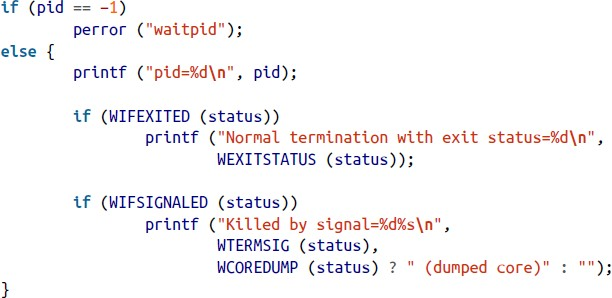 if (pid == -1)
        perror ("waitpid");
else {
        printf ("pid=%d\n", pid);

        if (WIFEXITED (status))
                printf ("Normal termination with exit status=%d\n",
                        WEXITSTATUS (status));

        if (WIFSIGNALED (status))
                printf ("Killed by signal=%d%s\n",
                        WTERMSIG (status),
                        WCOREDUMP (status) ? " (dumped core)" : "");
}